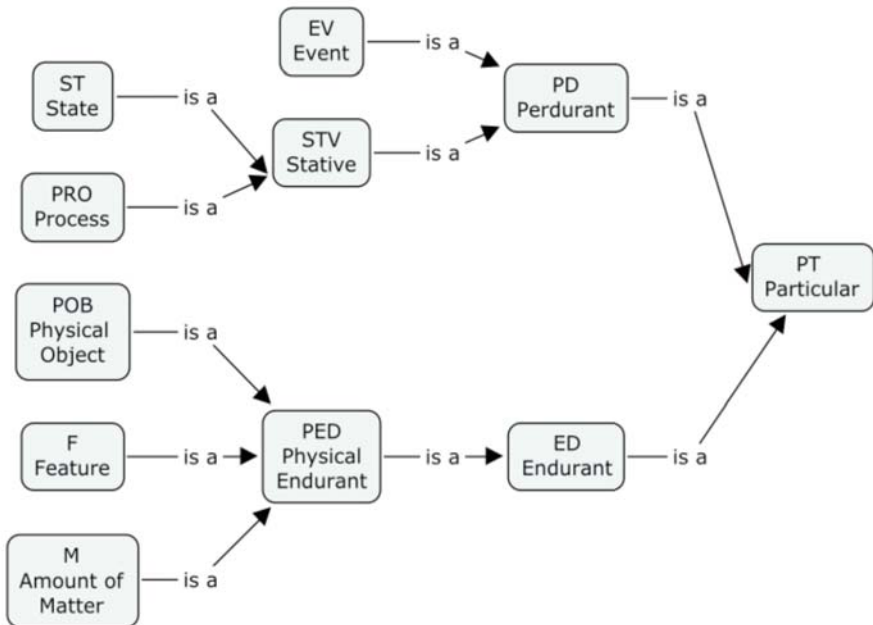 EV
Event
is a
ST
State
is a
PD
Perdurant
is a
STV
Stative
is a
PRO
Process
is a
PT
Particular
POB
Physical
Object
is a
PED
Physical
Endurant
is a
F
Feature
is a
ED
Endurant
is a
M
Amount of
Matter
is a